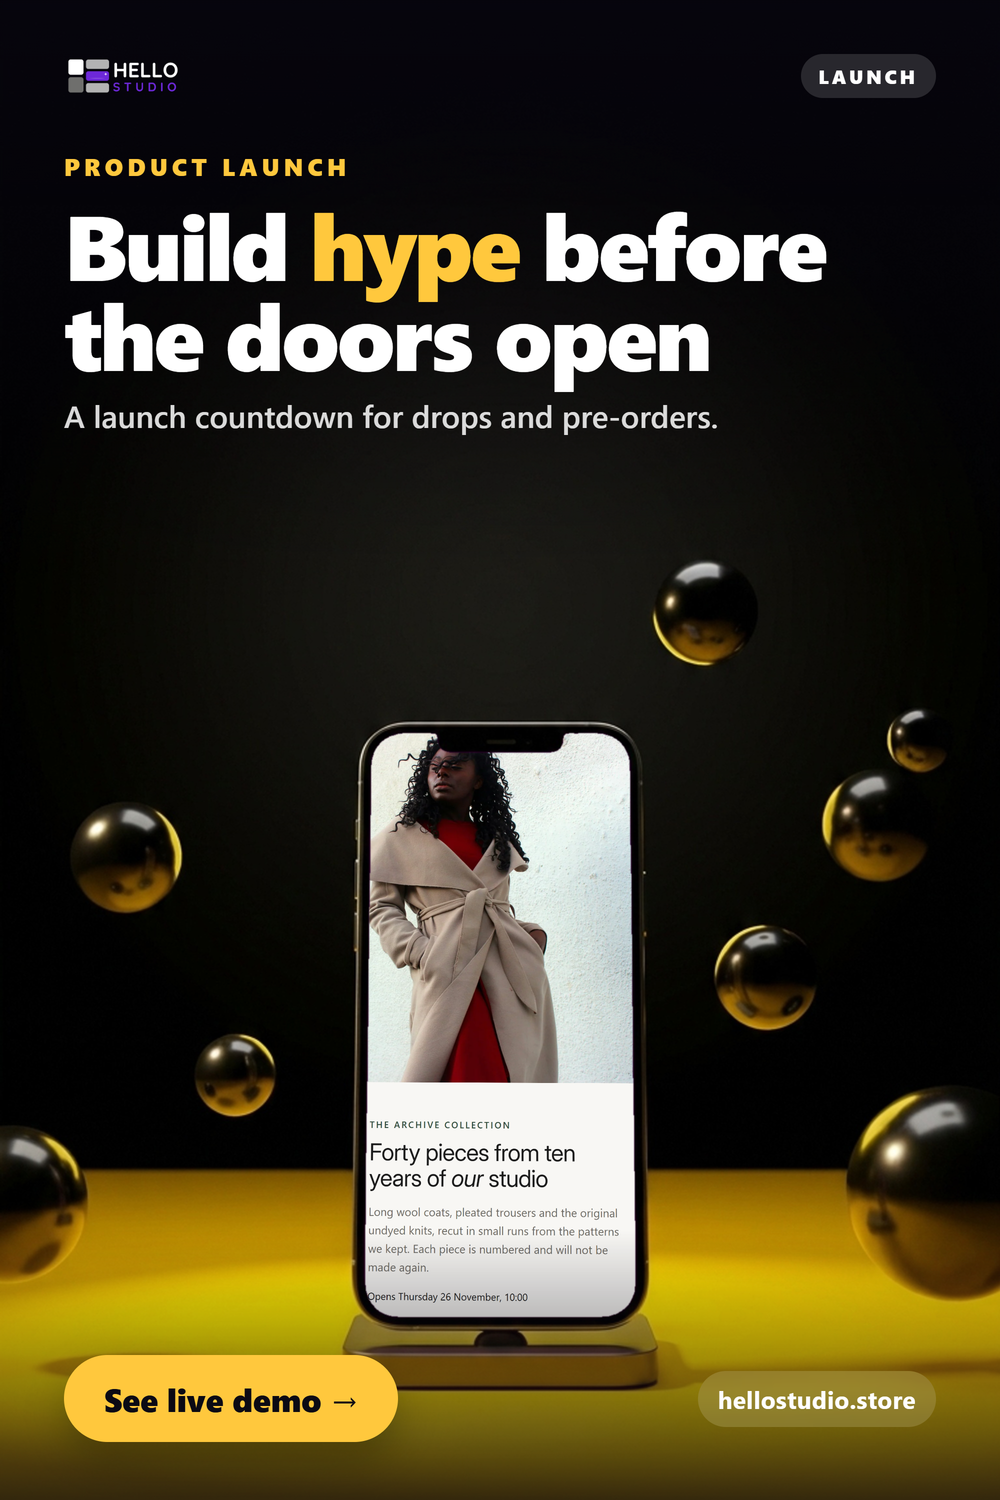 HELLO
STUDIO
LAUNCH
PRODUCT LAUNCH
Build hype before
the doors open
A launch countdown for drops and pre-orders.
THE ARCHIVE COLLECTION
Forty pieces from ten
years of our studio
Long wool coats, pleated trousers and the original
undyed knits, recut in small runs from the patterns
we kept. Each piece is numbered and will not be
made again.
Opens Thursday 26 November, 10:00
See live demo →
hellostudio.store